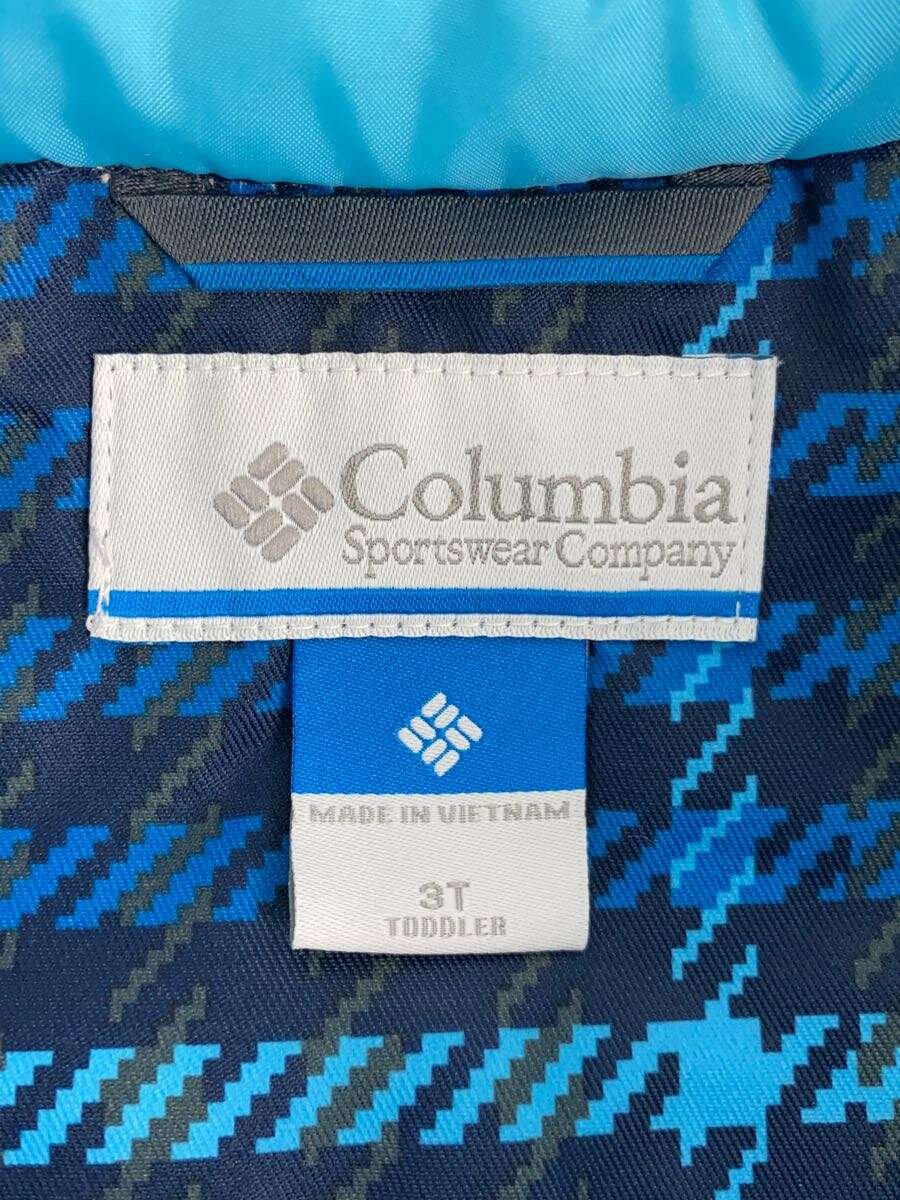 Columbia
Sportswear Company
MADE IN VIETNAM
3T
TODDLER